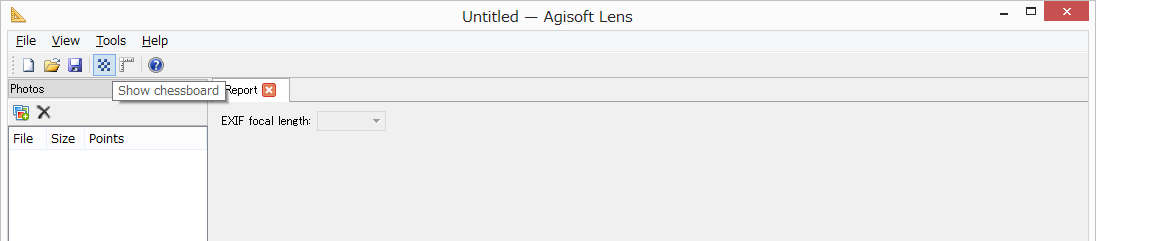 Untitled — Agisoft Lens
File View Tools Help
Photos
Show chessboard
Report
EXIF focal length:
File Size Points